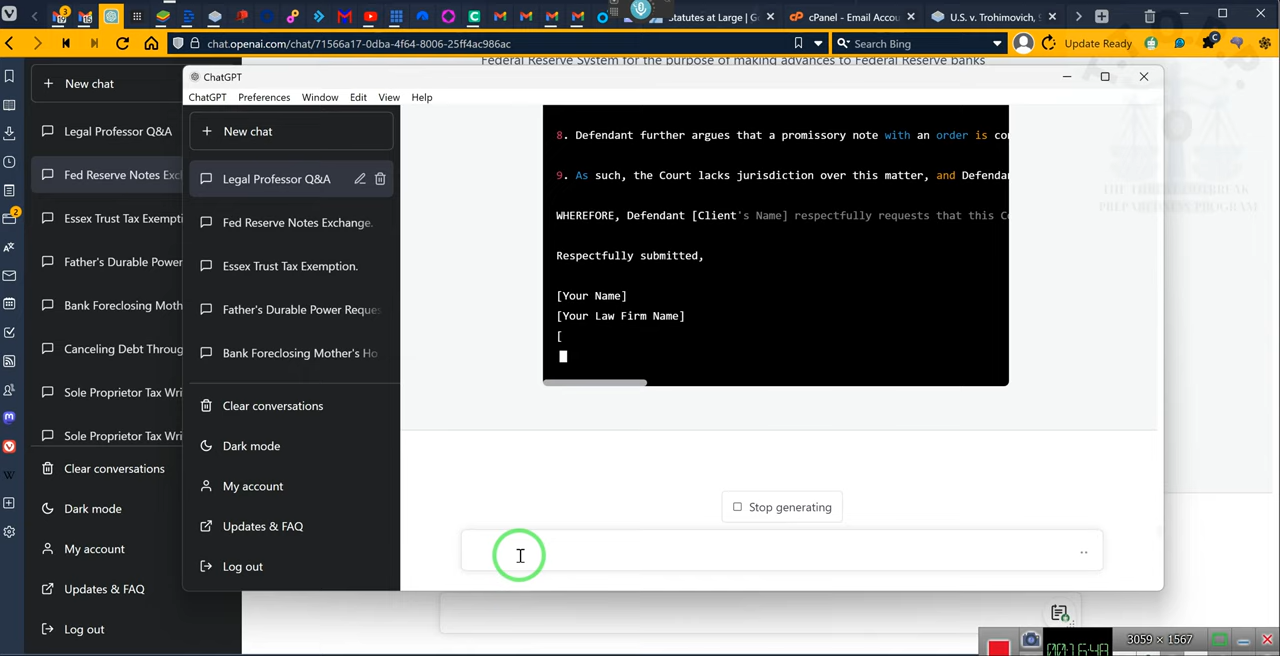 tatutes at Large | G
cPanel - Email Accou
U.S. v. Trohimovich,
chat.openai.com/chat/71566a17-0dba-4f64-8006-25ff4ac986ac
Search Bing
Update Ready
Federal Reserve System for the purpose of making advances to Federal Reserve banks
New chat
Legal Professor Q&A
Fed Reserve Notes Exc
Essex Trust Tax Exempti
Father's Durable Power
Bank Foreclosing Moth
Canceling Debt Throug
Sole Proprietor Tax Wri
Sole Proprietor Tax Wri
Clear conversations
Dark mode
My account
Updates & FAQ
Log out
ChatGPT
ChatGPT Preferences Window Edit View Help
New chat
Legal Professor Q&A
Fed Reserve Notes Exchange.
Essex Trust Tax Exemption.
Father's Durable Power Reques
Bank Foreclosing Mother's Ho
Clear conversations
Dark mode
My account
Updates & FAQ
Log out
8. Defendant further argues that a promissory note with an order is co
9. As such, the Court lacks jurisdiction over this matter, and Defenda
WHEREFORE, Defendant [Client's Name] respectfully requests that this C
Respectfully submitted,
[Your Name]
[Your Law Firm Name]
[
Stop generating
PREPAREDNESS PROGRAM
3059 × 1567
00:16:48